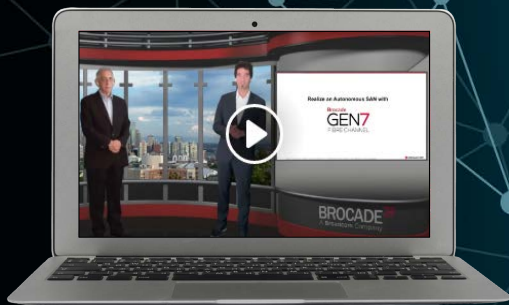 Realize an Autonomous SAN with
Brocade
GEN7
FIBRE CHANNEL
BROCADE
A Broadcom Company